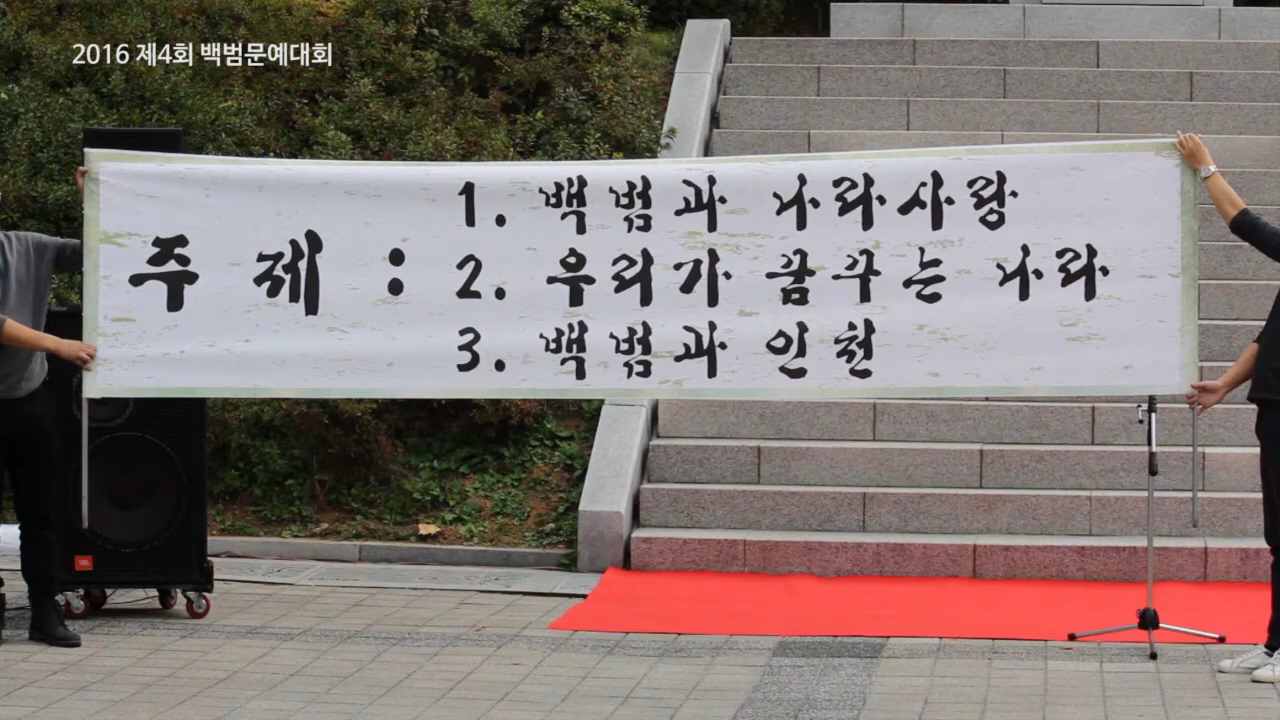 2016 제4회 백범문예대회
주제 :
1. 백범과 나라사랑
2. 우리가 꿈꾸는 나라
3. 백범과 인천
JBL